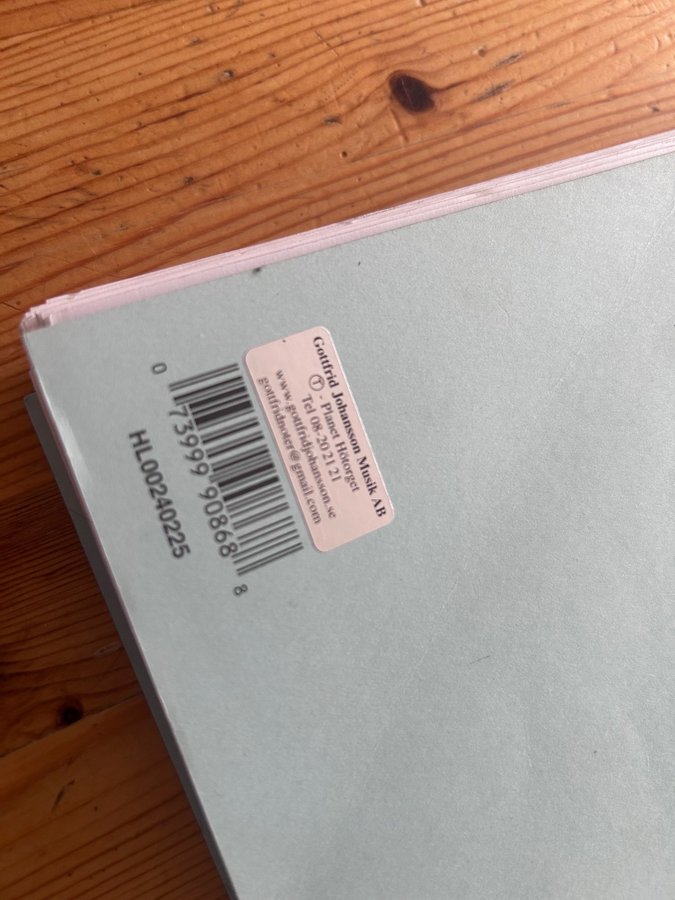 Gottfrid Johansson Musik AB
Ⓣ - Planet Hötorget
Tel 08-20 21 21
www.gottfridjohansson.se
gottfridnoter@gmail.com
0 73999 90868 8
HL00240225